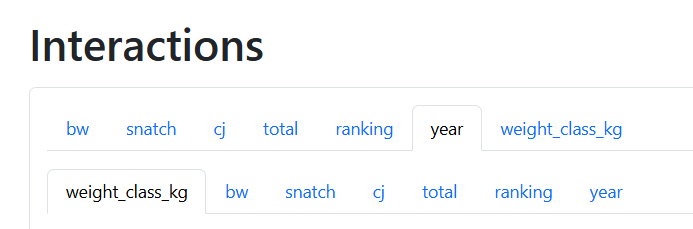 Interactions
bw snatch cj total ranking year weight_class_kg
weight_class_kg bw snatch cj total ranking year